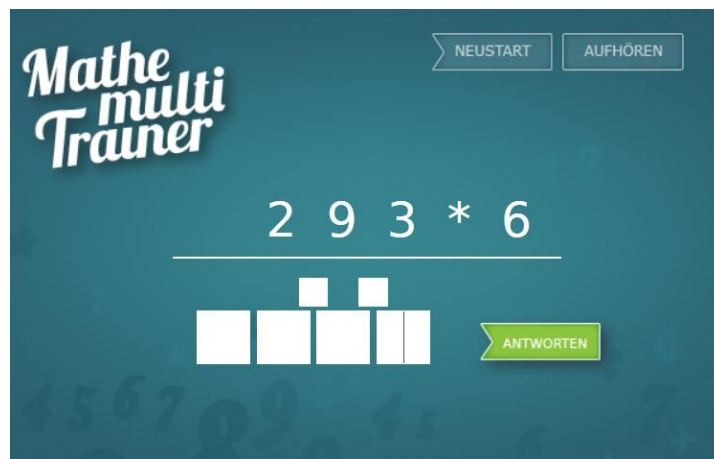 Mathe
multi
Trainer
NEUSTART
AUFHÖREN
2 9 3 * 6
ANTWORTEN